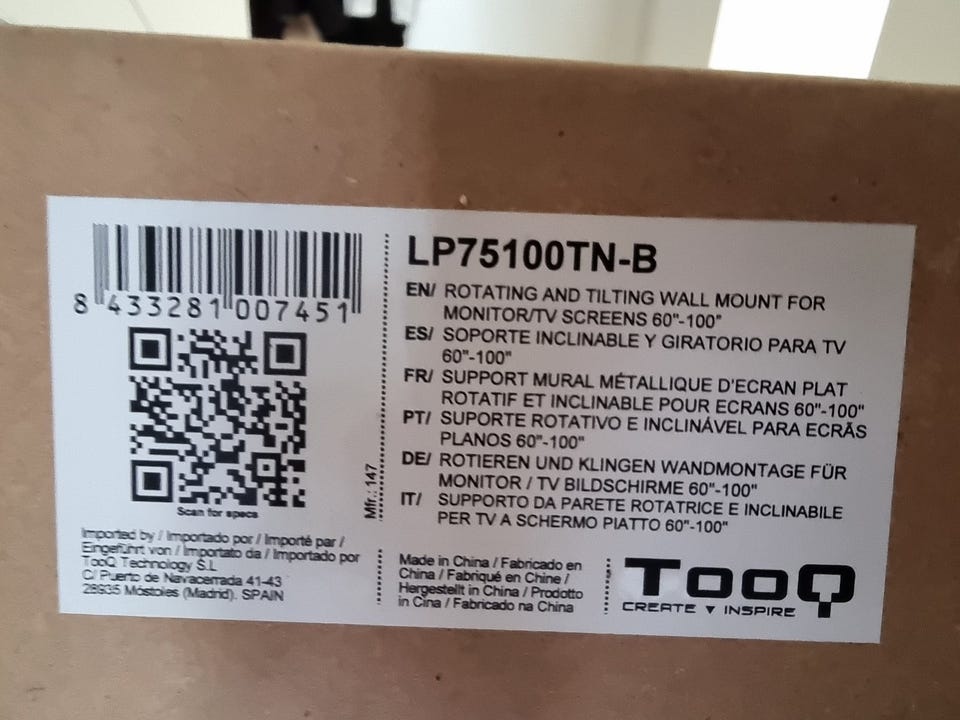 8 433281 007451
Scan for specs
Imported by / Importado por / Importé par /
Eingeführt von / Importato da / Importado por
TooQ Technology S.L
C/ Puerto de Navacerrada 41-43
28935 Móstoles (Madrid). SPAIN
Mfr.: 147
LP75100TN-B
EN/ ROTATING AND TILTING WALL MOUNT FOR
MONITOR/TV SCREENS 60"-100"
ES/ SOPORTE INCLINABLE Y GIRATORIO PARA TV
60"-100"
FR/ SUPPORT MURAL MÉTALLIQUE D'ECRAN PLAT
ROTATIF ET INCLINABLE POUR ECRANS 60"-100"
PT/ SUPORTE ROTATIVO E INCLINÁVEL PARA ECRÃS
PLANOS 60"-100"
DE/ ROTIEREN UND KLINGEN WANDMONTAGE FÜR
MONITOR / TV BILDSCHIRME 60"-100"
IT/ SUPPORTO DA PARETE ROTATRICE E INCLINABILE
PER TV A SCHERMO PIATTO 60"-100"
Made in China / Fabricado en
China / Fabriqué en Chine /
Hergestellt in China / Prodotto
in Cina / Fabricado na China
TooQ
CREATE ▼ INSPIRE